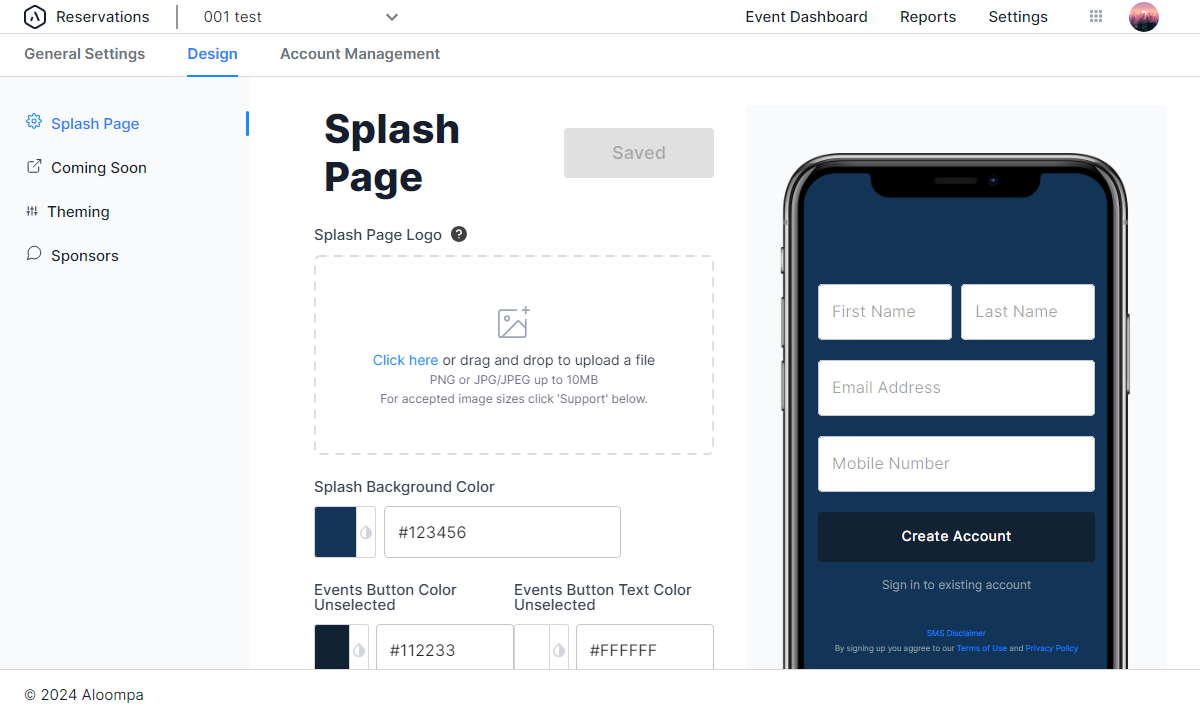 Reservations
001 test
Event Dashboard
Reports
Settings
General Settings
Design
Account Management
Splash Page
Coming Soon
Theming
Sponsors
Splash
Page
Saved
Splash Page Logo ?
Click here or drag and drop to upload a file
PNG or JPG/JPEG up to 10MB
For accepted image sizes click 'Support' below.
Splash Background Color
#123456
Events Button Color
Unselected
#112233
Events Button Text Color
Unselected
#FFFFFF
First Name
Last Name
Email Address
Mobile Number
Create Account
Sign in to existing account
SMS Disclaimer
By signing up you aggree to our Terms of Use and Privacy Policy
© 2024 Aloompa